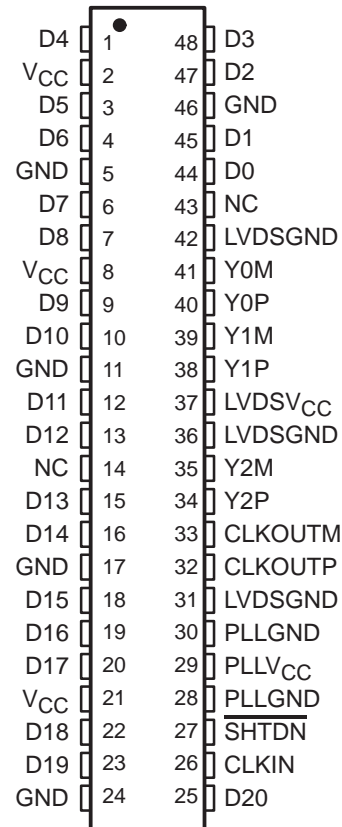 D4 1 48 D3
VCC 2 47 D2
D5 3 46 GND
D6 4 45 D1
GND 5 44 D0
D7 6 43 NC
D8 7 42 LVDSGND
VCC 8 41 Y0M
D9 9 40 Y0P
D10 10 39 Y1M
GND 11 38 Y1P
D11 12 37 LVDSVCC
D12 13 36 LVDSGND
NC 14 35 Y2M
D13 15 34 Y2P
D14 16 33 CLKOUTM
GND 17 32 CLKOUTP
D15 18 31 LVDSGND
D16 19 30 PLLGND
D17 20 29 PLLVCC
VCC 21 28 PLLGND
D18 22 27 SHTDN
D19 23 26 CLKIN
GND 24 25 D20